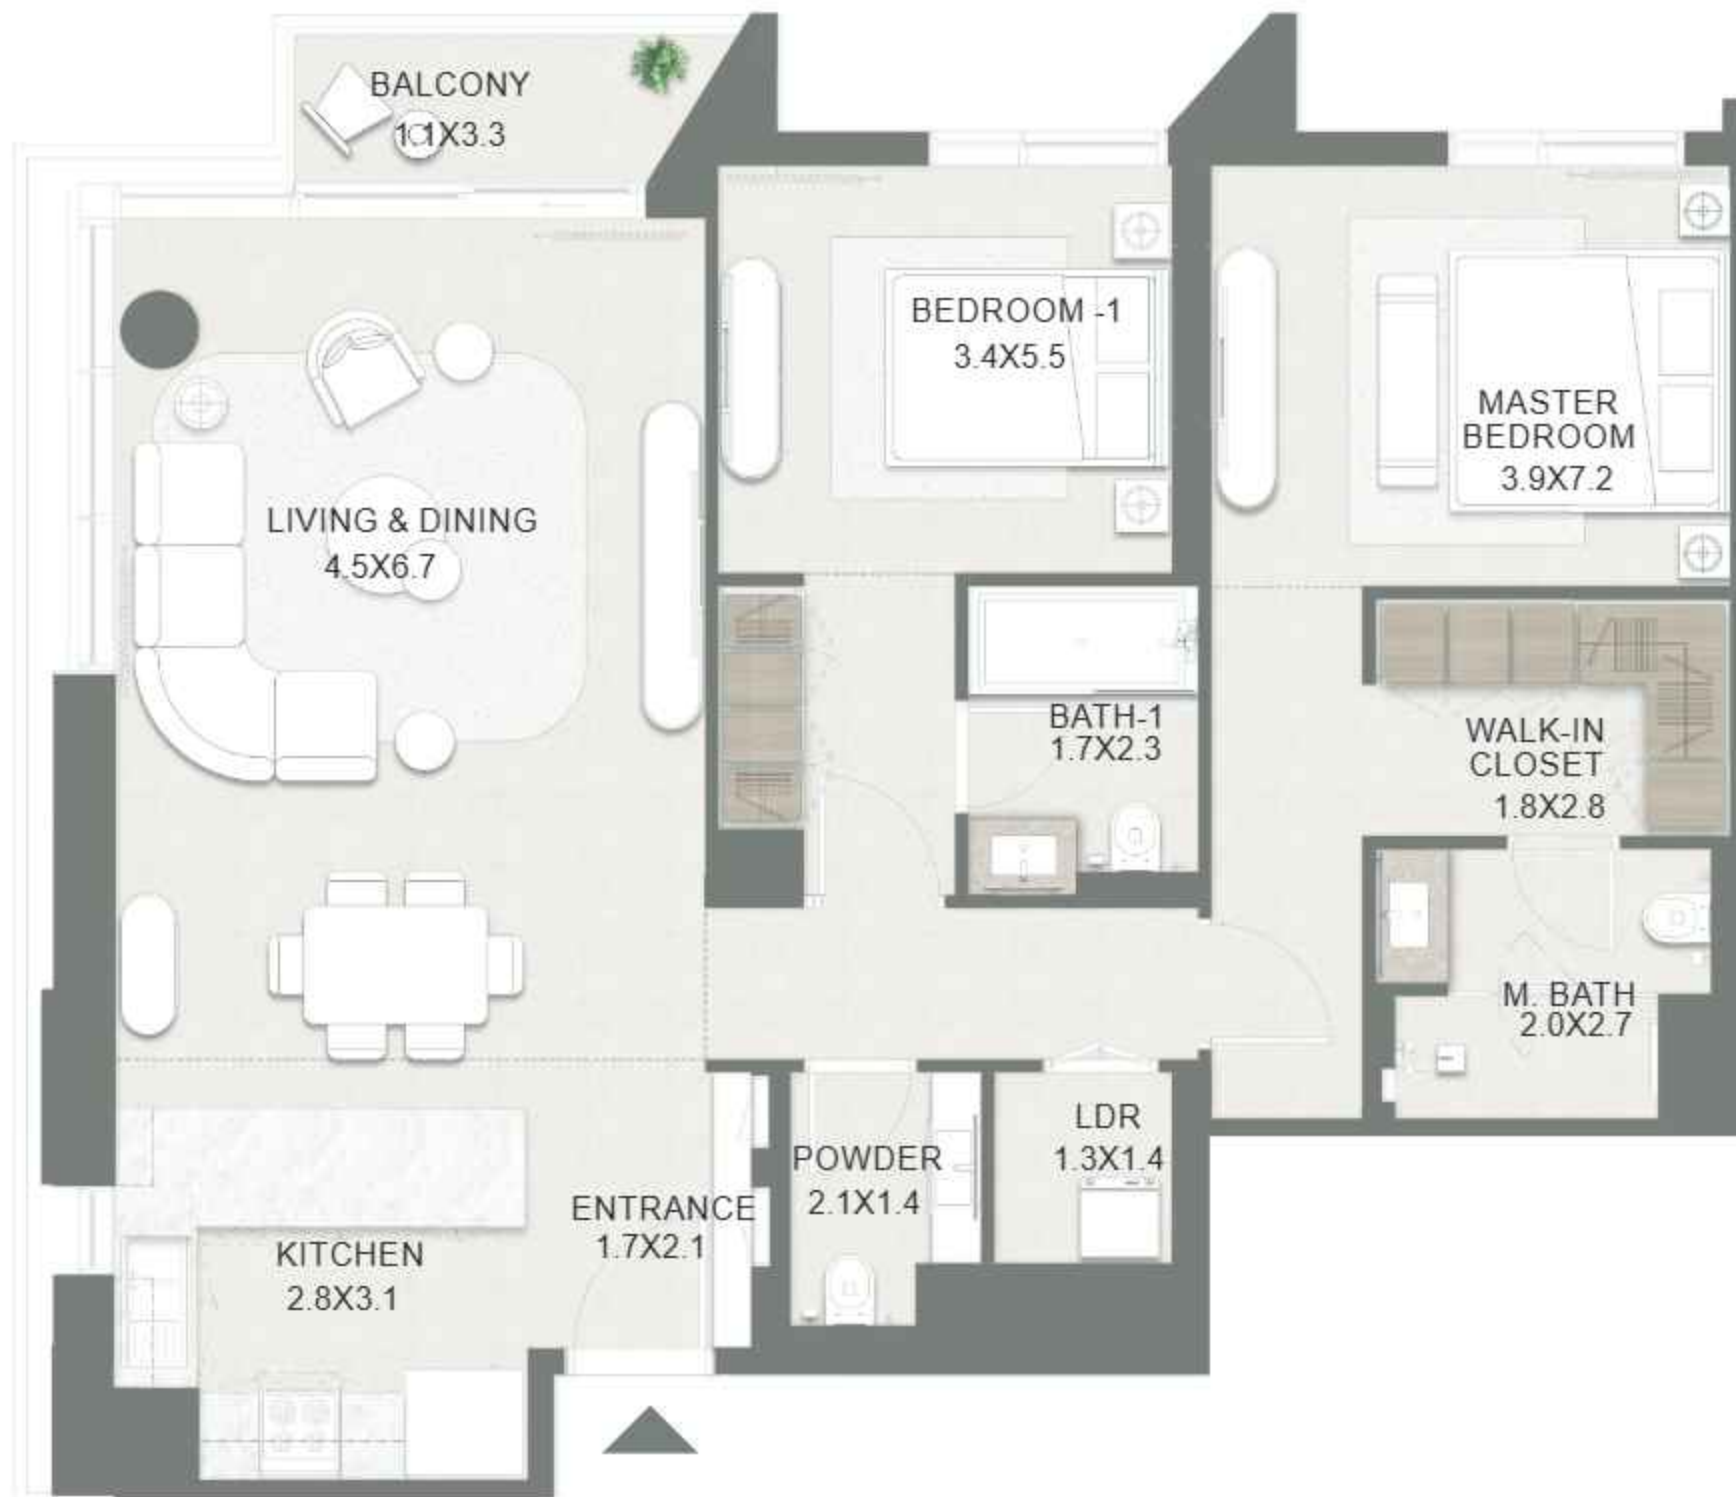 BALCONY
1.1X3.3
BEDROOM -1
3.4X5.5
MASTER
BEDROOM
3.9X7.2
LIVING & DINING
4.5X6.7
BATH-1
1.7X2.3
WALK-IN
CLOSET
1.8X2.8
M. BATH
2.0X2.7
LDR
1.3X1.4
POWDER
2.1X1.4
ENTRANCE
1.7X2.1
KITCHEN
2.8X3.1